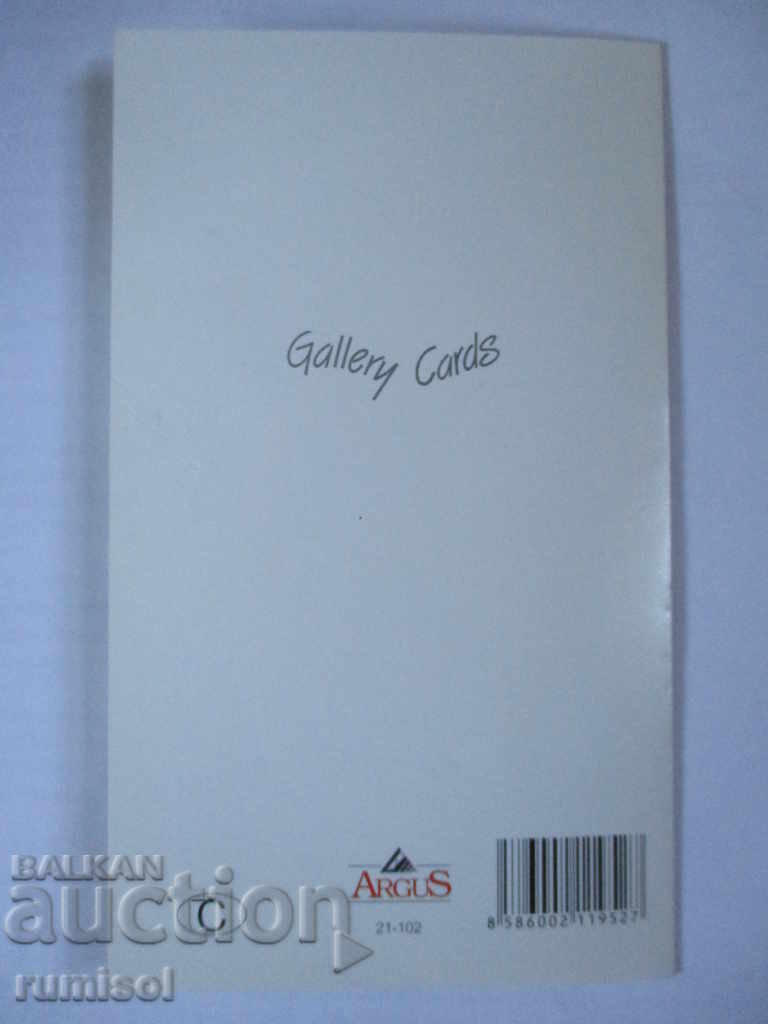 Gallery Cards
BALKAN
auction
C
ARGUS
21-102
8 586002 119527
rumisol